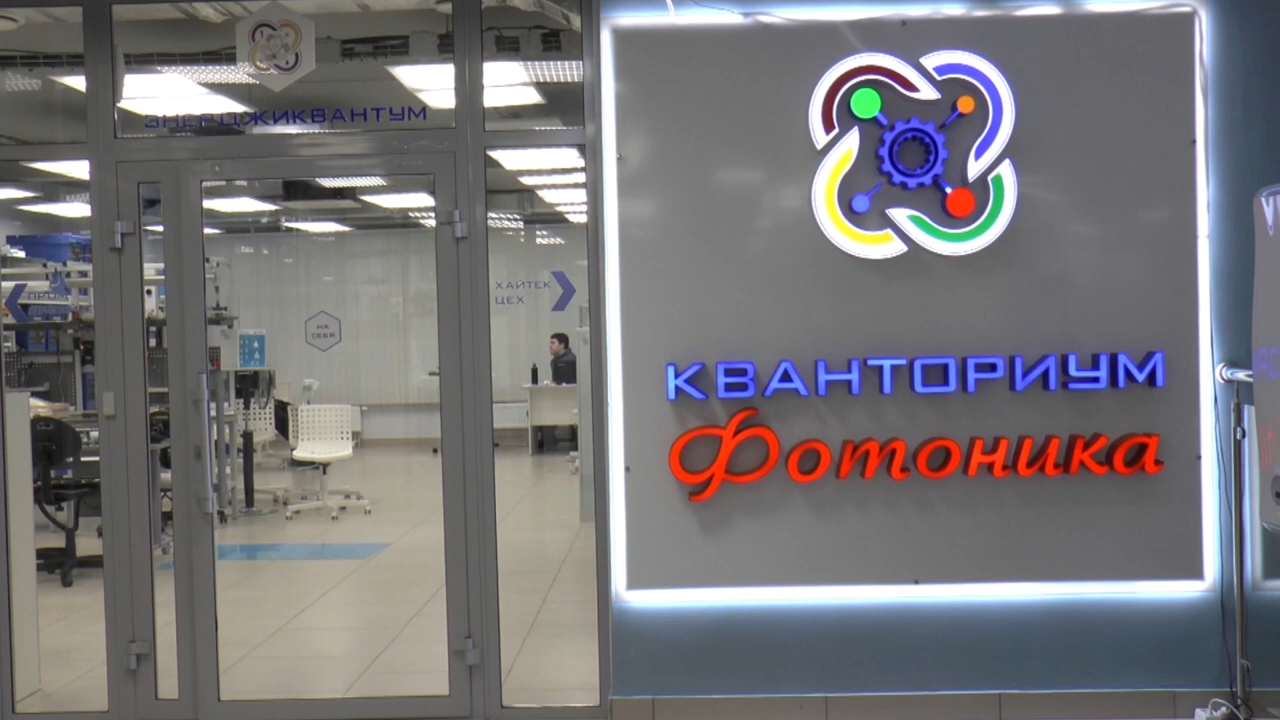 ЭНЕРДЖИКВАНТУМ
ХАЙТЕК
ЦЕХ
НА
СЕБЯ
КВАНТОРИУМ
Фотоника